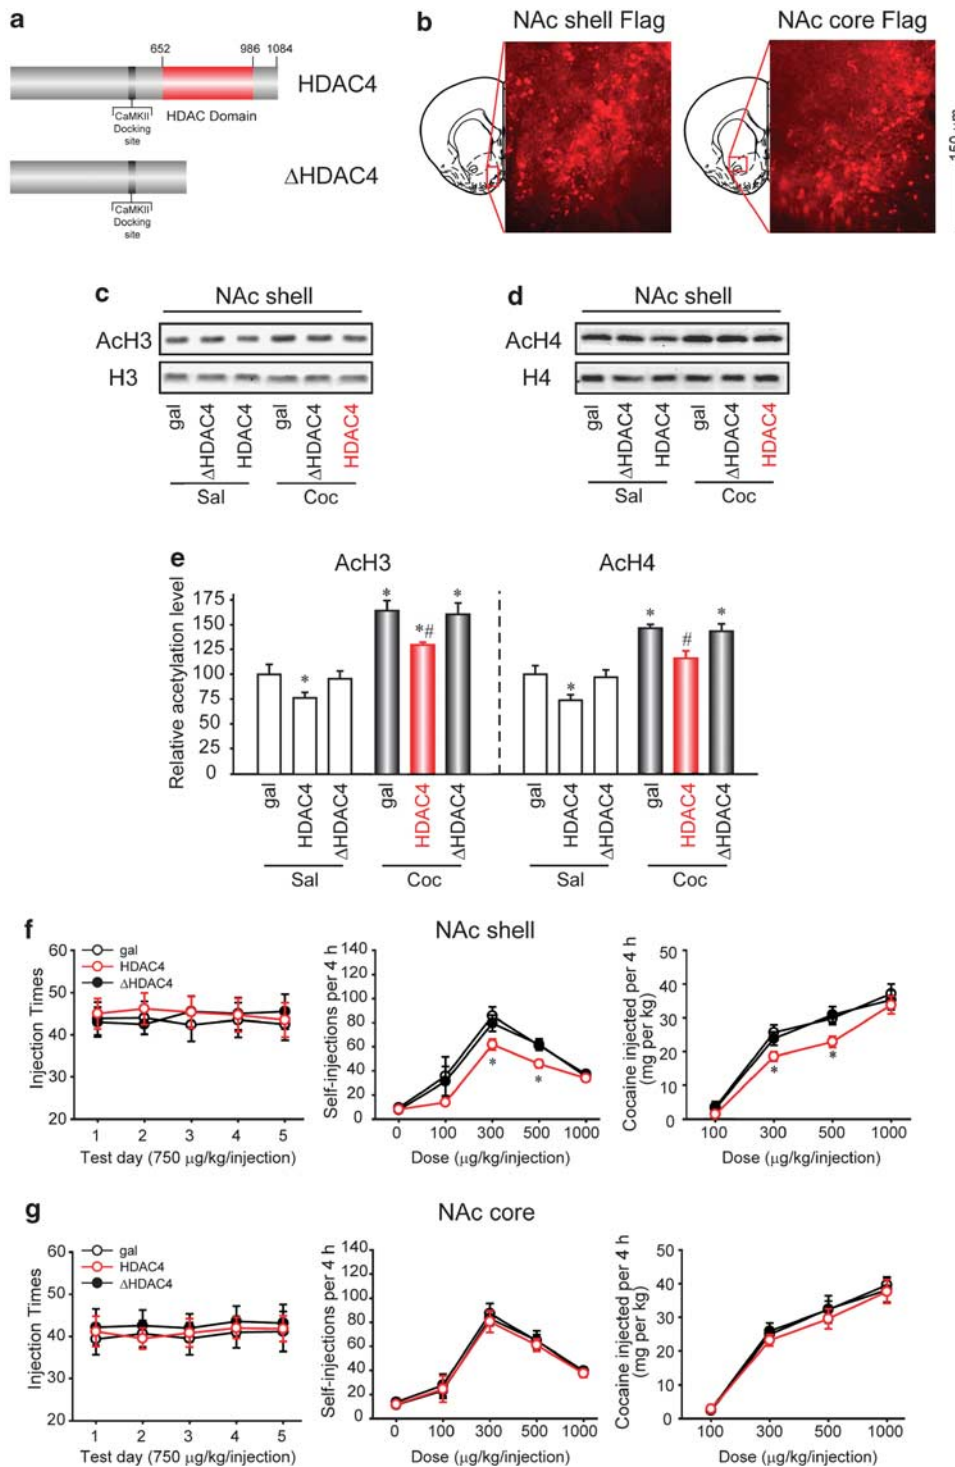 a
652 986 1084
HDAC4
CaMKII
Docking
site
HDAC Domain
ΔHDAC4
CaMKII
Docking
site
b
NAc shell Flag
NAc core Flag
150 μm
c
NAc shell
AcH3
H3
gal
ΔHDAC4
HDAC4
gal
ΔHDAC4
HDAC4
Sal
Coc
d
NAc shell
AcH4
H4
gal
ΔHDAC4
HDAC4
gal
ΔHDAC4
HDAC4
Sal
Coc
e
AcH3
AcH4
Relative acetylation level
175
150
125
100
75
50
25
0
*
*
*#
*
*
*
#
*
gal
HDAC4
ΔHDAC4
gal
HDAC4
ΔHDAC4
gal
HDAC4
ΔHDAC4
gal
HDAC4
ΔHDAC4
Sal
Coc
Sal
Coc
f
NAc shell
Injection Times
60
50
40
30
20
gal
HDAC4
ΔHDAC4
1 2 3 4 5
Test day (750 μg/kg/injection)
Self-injections per 4 h
140
120
100
80
60
40
20
0
*
*
0 100 300 500 1000
Dose (μg/kg/injection)
Cocaine injected per 4 h
(mg per kg)
50
40
30
20
10
0
*
*
100 300 500 1000
Dose (μg/kg/injection)
g
NAc core
Injection Times
60
50
40
30
20
gal
HDAC4
ΔHDAC4
1 2 3 4 5
Test day (750 μg/kg/injection)
Self-injections per 4 h
140
120
100
80
60
40
20
0
0 100 300 500 1000
Dose (μg/kg/injection)
Cocaine injected per 4 h
(mg per kg)
50
40
30
20
10
0
100 300 500 1000
Dose (μg/kg/injection)